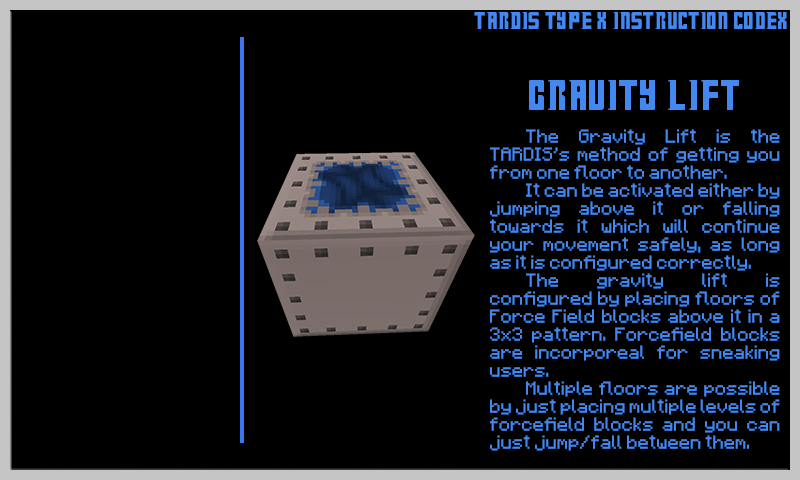 TARDIS TYPE X INSTRUCTION CODEX
GRAVITY LIFT
The Gravity Lift is the
TARDIS's method of getting you
from one floor to another.
It can be activated either by
jumping above it or falling
towards it which will continue
your movement safely, as long
as it is configured correctly.
The gravity lift is
configured by placing floors of
Force Field blocks above it in a
3x3 pattern. Forcefield blocks
are incorporeal for sneaking
users.
Multiple floors are possible
by just placing multiple levels of
forcefield blocks and you can
just jump/fall between them.